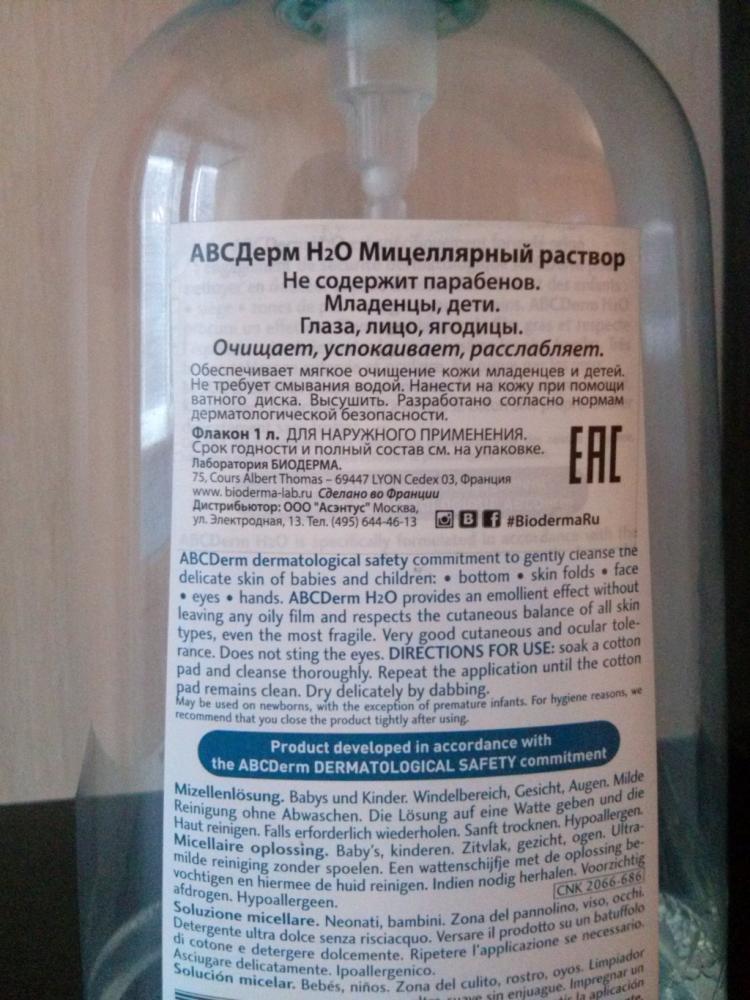 АВСДерм H2O Мицеллярный раствор
Не содержит парабенов.
Младенцы, дети.
Глаза, лицо, ягодицы.
Очищает, успокаивает, расслабляет.
Обеспечивает мягкое очищение кожи младенцев и детей.
Не требует смывания водой. Нанести на кожу при помощи
ватного диска. Высушить. Разработано согласно нормам
дерматологической безопасности.
Флакон 1 л. ДЛЯ НАРУЖНОГО ПРИМЕНЕНИЯ.
Срок годности и полный состав см. на упаковке.
EAC
Лаборатория БИОДЕРМА.
75, Cours Albert Thomas – 69447 LYON Cedex 03, Франция
www. bioderma-lab.ru Сделано во Франции
Дистрибьютор: ООО "Асэнтус" Москва,
ул. Электродная, 13. Тел. (495) 644-46-13 #BiodermaRu
ABCDerm dermatological safety commitment to gently cleanse the
delicate skin of babies and children: • bottom • skin folds • face
• eyes • hands. ABCDerm H2O provides an emollient effect without
leaving any oily film and respects the cutaneous balance of all skin
types, even the most fragile. Very good cutaneous and ocular tole-
rance. Does not sting the eyes. DIRECTIONS FOR USE: soak a cotton
pad and cleanse thoroughly. Repeat the application until the cotton
pad remains clean. Dry delicately by dabbing.
May be used on newborns, with the exception of premature infants. For hygiene reasons, we
recommend that you close the product tightly after using.
Product developed in accordance with
the ABCDerm DERMATOLOGICAL SAFETY commitment
Mizellenlösung. Babys und Kinder. Windelbereich, Gesicht, Augen. Milde
Reinigung ohne Abwaschen. Die Lösung auf eine Watte geben und die
Haut reinigen. Falls erforderlich wiederholen. Sanft trocknen. Hypoallergen.
Micellaire oplossing. Baby's, kinderen. Zitvlak, gezicht, ogen. Ultra-
milde reiniging zonder spoelen. Een wattenschijfje met de oplossing be-
vochtigen en hiermee de huid reinigen. Indien nodig herhalen. Voorzichtig
afdrogen. Hypoallergeen.
CNK 2066-686
Soluzione micellare. Neonati, bambini. Zona del pannolino, viso, occhi.
Detergente ultra dolce senza risciacquo. Versare il prodotto su un batuffolo
di cotone e detergere dolcemente. Ripetere l'applicazione se necessario.
Asciugare delicatamente. Ipoallergenico.
Solución micelar. Bebés, niños. Zona del culito, rostro, oyos. Limpiador
suave sin enjuague. Impregnar un
la aplicación